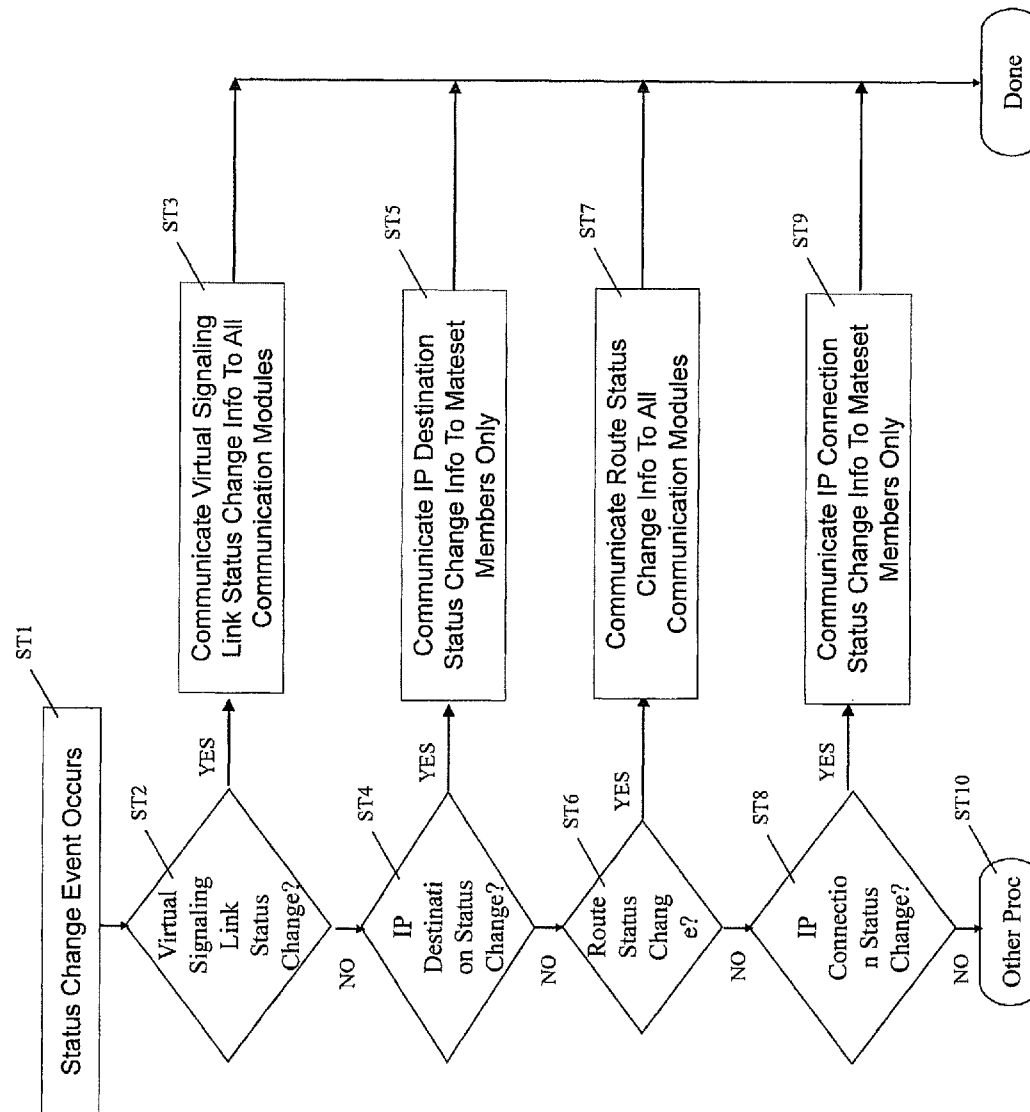 ST1
Status Change Event Occurs
ST2
Virtual
Signaling
Link
Status
Change?
YES
ST3
Communicate Virtual Signaling
Link Status Change Info To All
Communication Modules
NO
ST4
IP
Destinati
on Status
Change?
YES
ST5
Communicate IP Destination
Status Change Info To Mateset
Members Only
NO
ST6
Route
Status
Chang
e?
YES
ST7
Communicate Route Status
Change Info To All
Communication Modules
NO
ST8
IP
Connectio
n Status
Change?
YES
ST9
Communicate IP Connection
Status Change Info To Mateset
Members Only
NO
ST10
Other Proc
Done